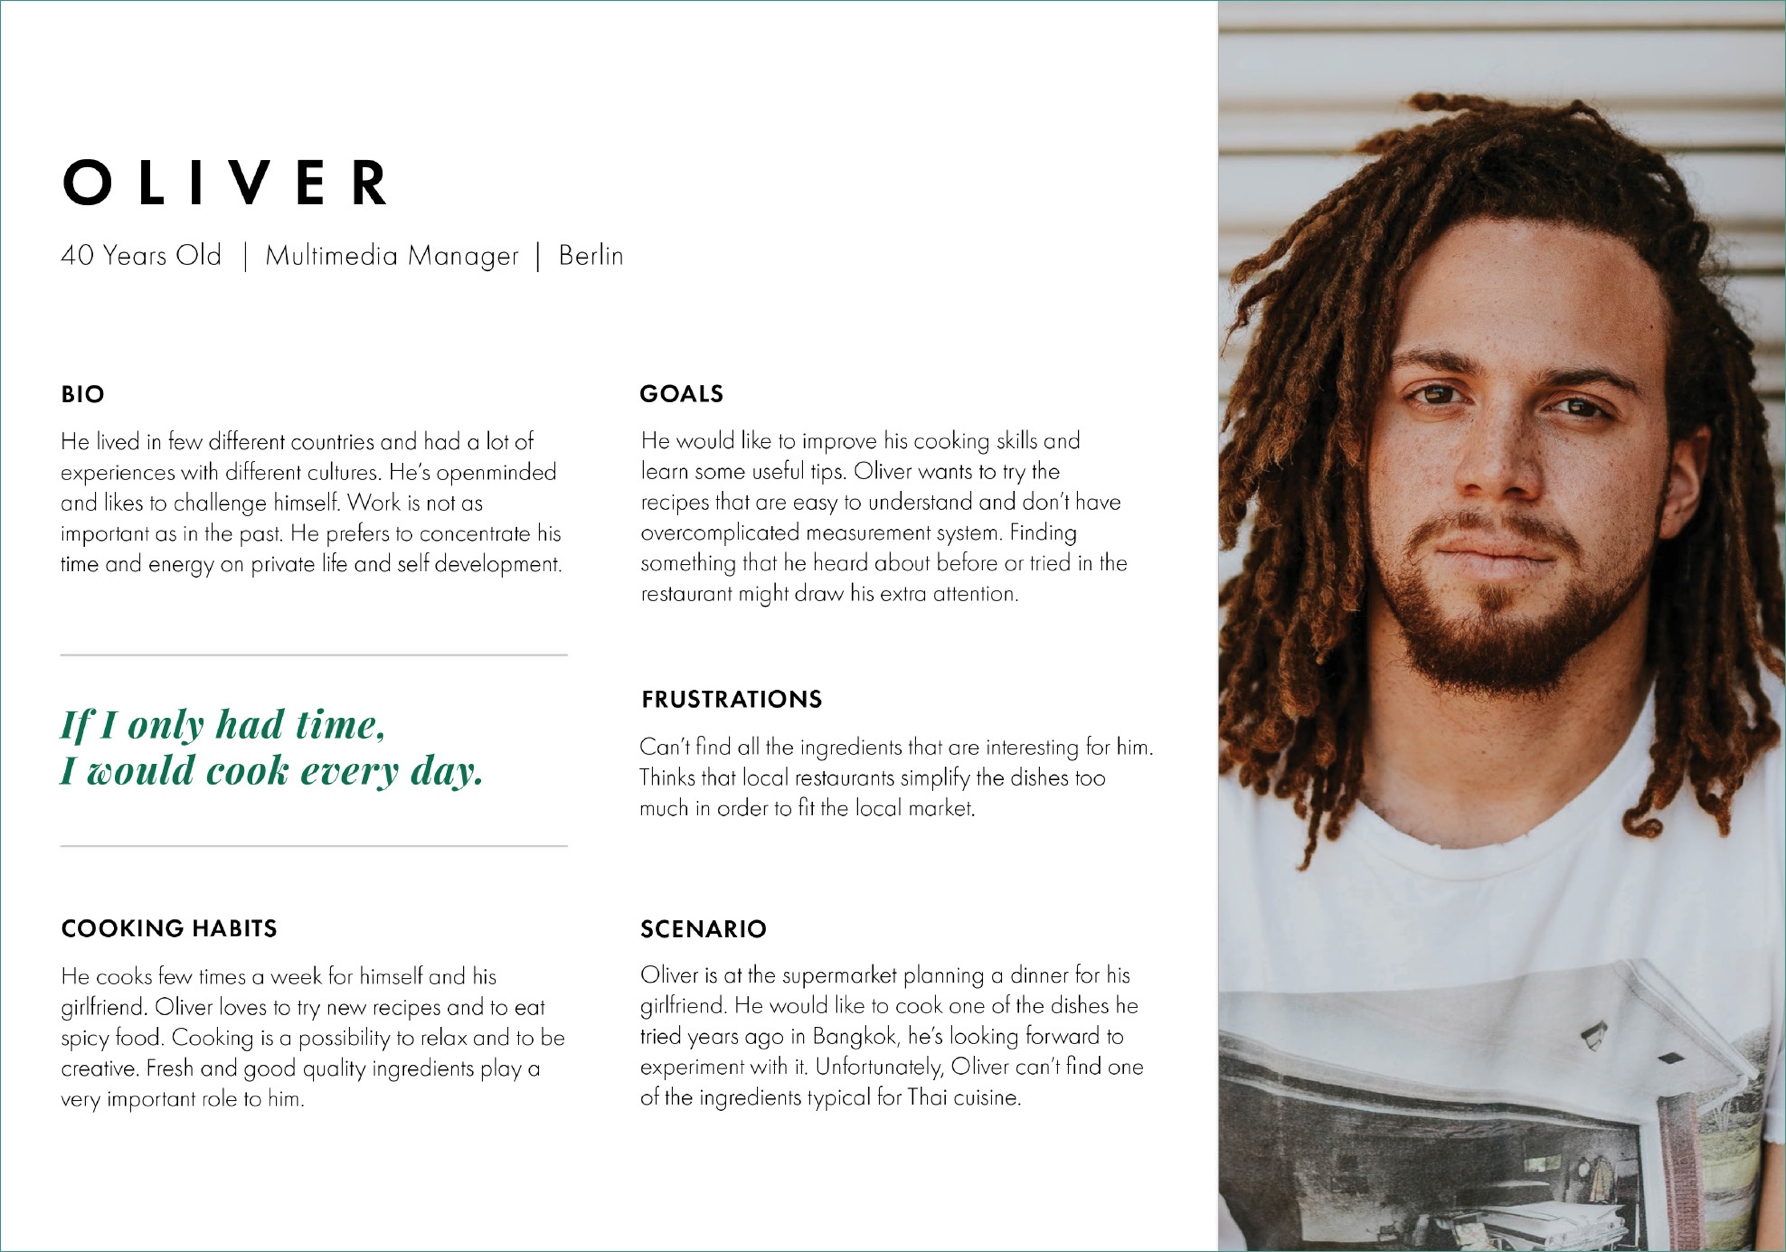 OLIVER
40 Years Old | Multimedia Manager | Berlin
BIO
He lived in few different countries and had a lot of
experiences with different cultures. He's openminded
and likes to challenge himself. Work is not as
important as in the past. He prefers to concentrate his
time and energy on private life and self development.
If I only had time,
I would cook every day.
COOKING HABITS
He cooks few times a week for himself and his
girlfriend. Oliver loves to try new recipes and to eat
spicy food. Cooking is a possibility to relax and to be
creative. Fresh and good quality ingredients play a
very important role to him.
GOALS
He would like to improve his cooking skills and
learn some useful tips. Oliver wants to try the
recipes that are easy to understand and don't have
overcomplicated measurement system. Finding
something that he heard about before or tried in the
restaurant might draw his extra attention.
FRUSTRATIONS
Can't find all the ingredients that are interesting for him.
Thinks that local restaurants simplify the dishes too
much in order to fit the local market.
SCENARIO
Oliver is at the supermarket planning a dinner for his
girlfriend. He would like to cook one of the dishes he
tried years ago in Bangkok, he's looking forward to
experiment with it. Unfortunately, Oliver can't find one
of the ingredients typical for Thai cuisine.